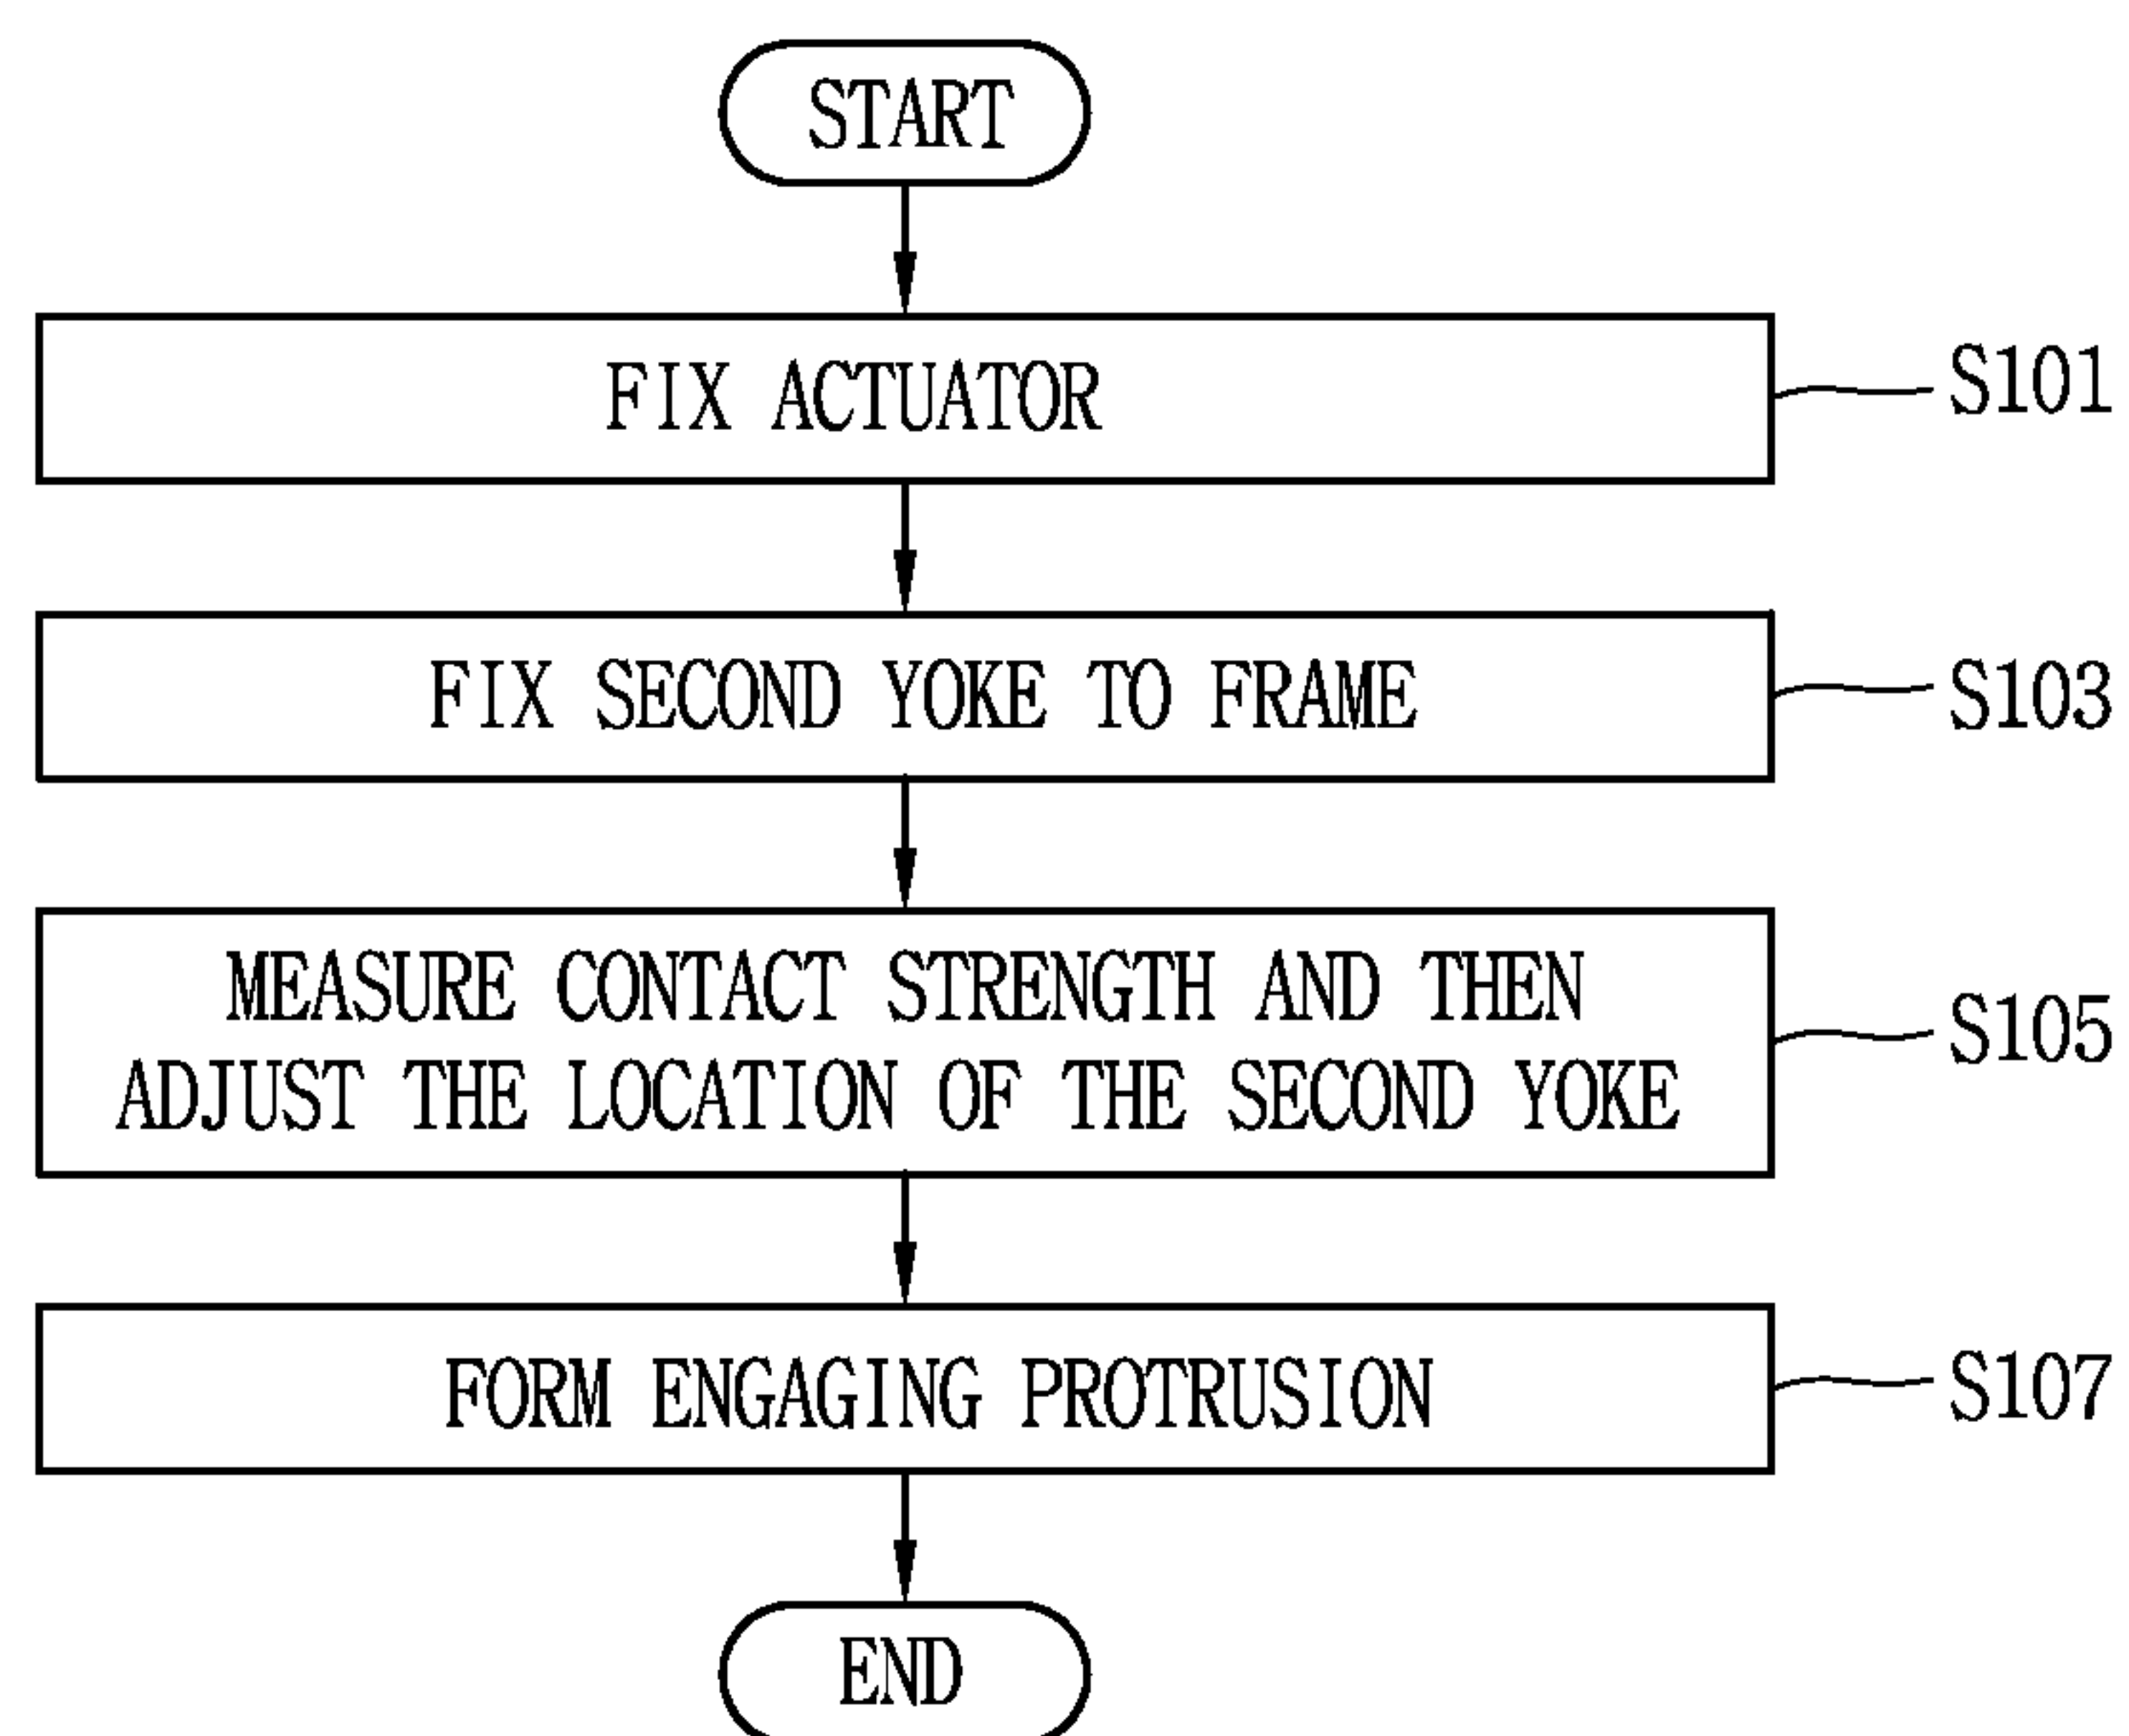 START
FIX ACTUATOR
S101
FIX SECOND YOKE TO FRAME
S103
MEASURE CONTACT STRENGTH AND THEN
ADJUST THE LOCATION OF THE SECOND YOKE
S105
FORM ENGAGING PROTRUSION
S107
END